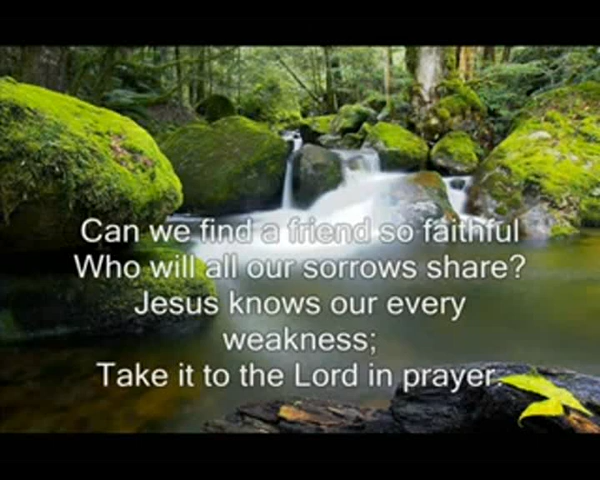 Can we find a friend so faithful
Who will all our sorrows share?
Jesus knows our every
weakness;
Take it to the Lord in prayer.